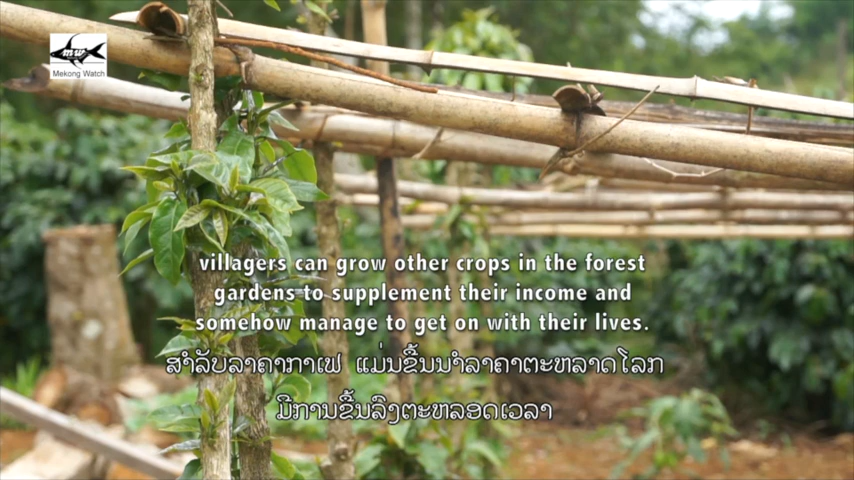 mw
Mekong Watch
villagers can grow other crops in the forest
gardens to supplement their income and
somehow manage to get on with their lives.
ສຳລັບລາຄາກາເຟ ແມ່ນຂຶ້ນນຳລາຄາຕະຫລາດໂລກ
ມີການຂຶ້ນລົງຕະຫລອດເວລາ